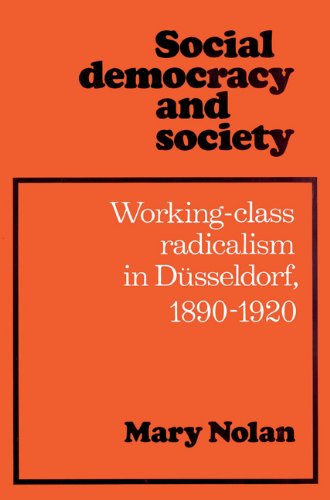 Social
democracy
and
society
Working-class
radicalism
in Düsseldorf,
1890-1920
Mary Nolan